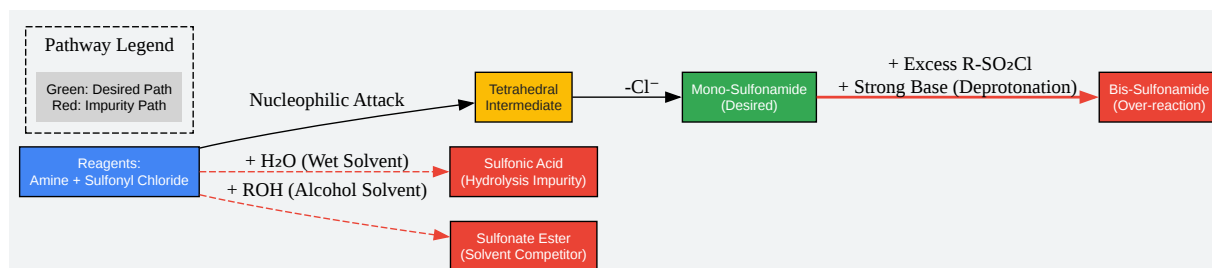 Pathway Legend
Green: Desired Path
Red: Impurity Path
Reagents:
Amine + Sulfonyl Chloride
Nucleophilic Attack
+ H₂O (Wet Solvent)
+ ROH (Alcohol Solvent)
Tetrahedral
Intermediate
-Cl⁻
Mono-Sulfonamide
(Desired)
+ Excess R-SO₂Cl
+ Strong Base (Deprotonation)
Bis-Sulfonamide
(Over-reaction)
Sulfonic Acid
(Hydrolysis Impurity)
Sulfonate Ester
(Solvent Competitor)